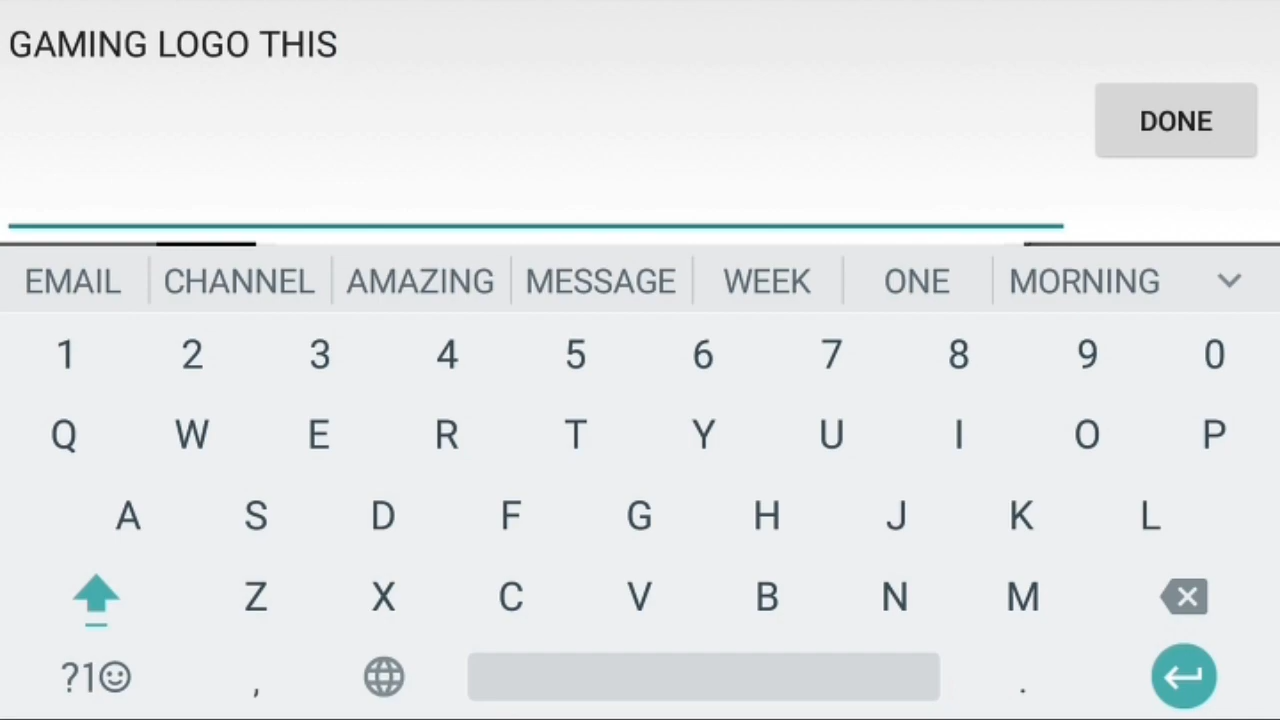 GAMING LOGO THIS
DONE
EMAIL CHANNEL AMAZING MESSAGE WEEK ONE MORNING
1 2 3 4 5 6 7 8 9 0
Q W E R T Y U I O P
A S D F G H J K L
Z X C V B N M
?1☺ , .